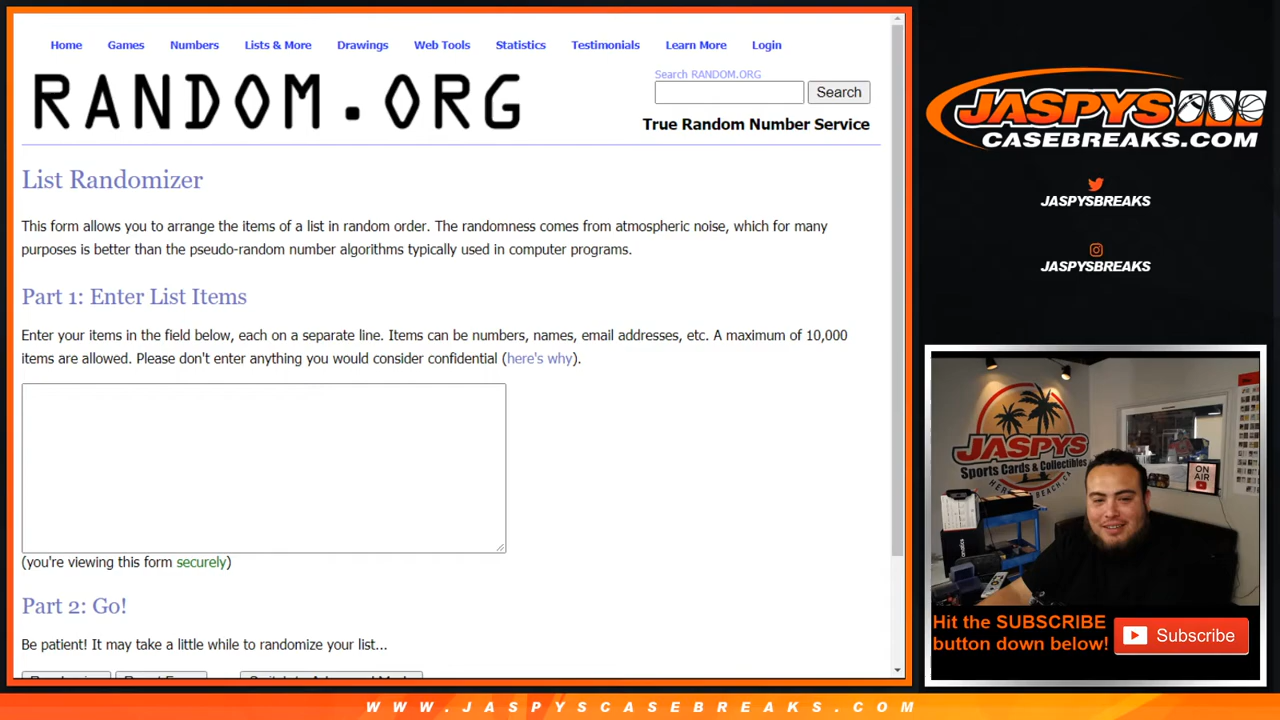 Home Games Numbers Lists & More Drawings Web Tools Statistics Testimonials Learn More Login
RANDOM.ORG
Search RANDOM.ORG
Search
True Random Number Service
List Randomizer
This form allows you to arrange the items of a list in random order. The randomness comes from atmospheric noise, which for many
purposes is better than the pseudo-random number algorithms typically used in computer programs.
Part 1: Enter List Items
Enter your items in the field below, each on a separate line. Items can be numbers, names, email addresses, etc. A maximum of 10,000
items are allowed. Please don't enter anything you would consider confidential (here's why).
(you're viewing this form securely)
Part 2: Go!
Be patient! It may take a little while to randomize your list...
JASPYS
CASEBREAKS.COM
JASPYSBREAKS
JASPYSBREAKS
JASPYS
Sports Cards & Collectibles
ON
AIR
Hit the SUBSCRIBE
button down below!
Subscribe
WWW.JASPYSCASEBREAKS.COM